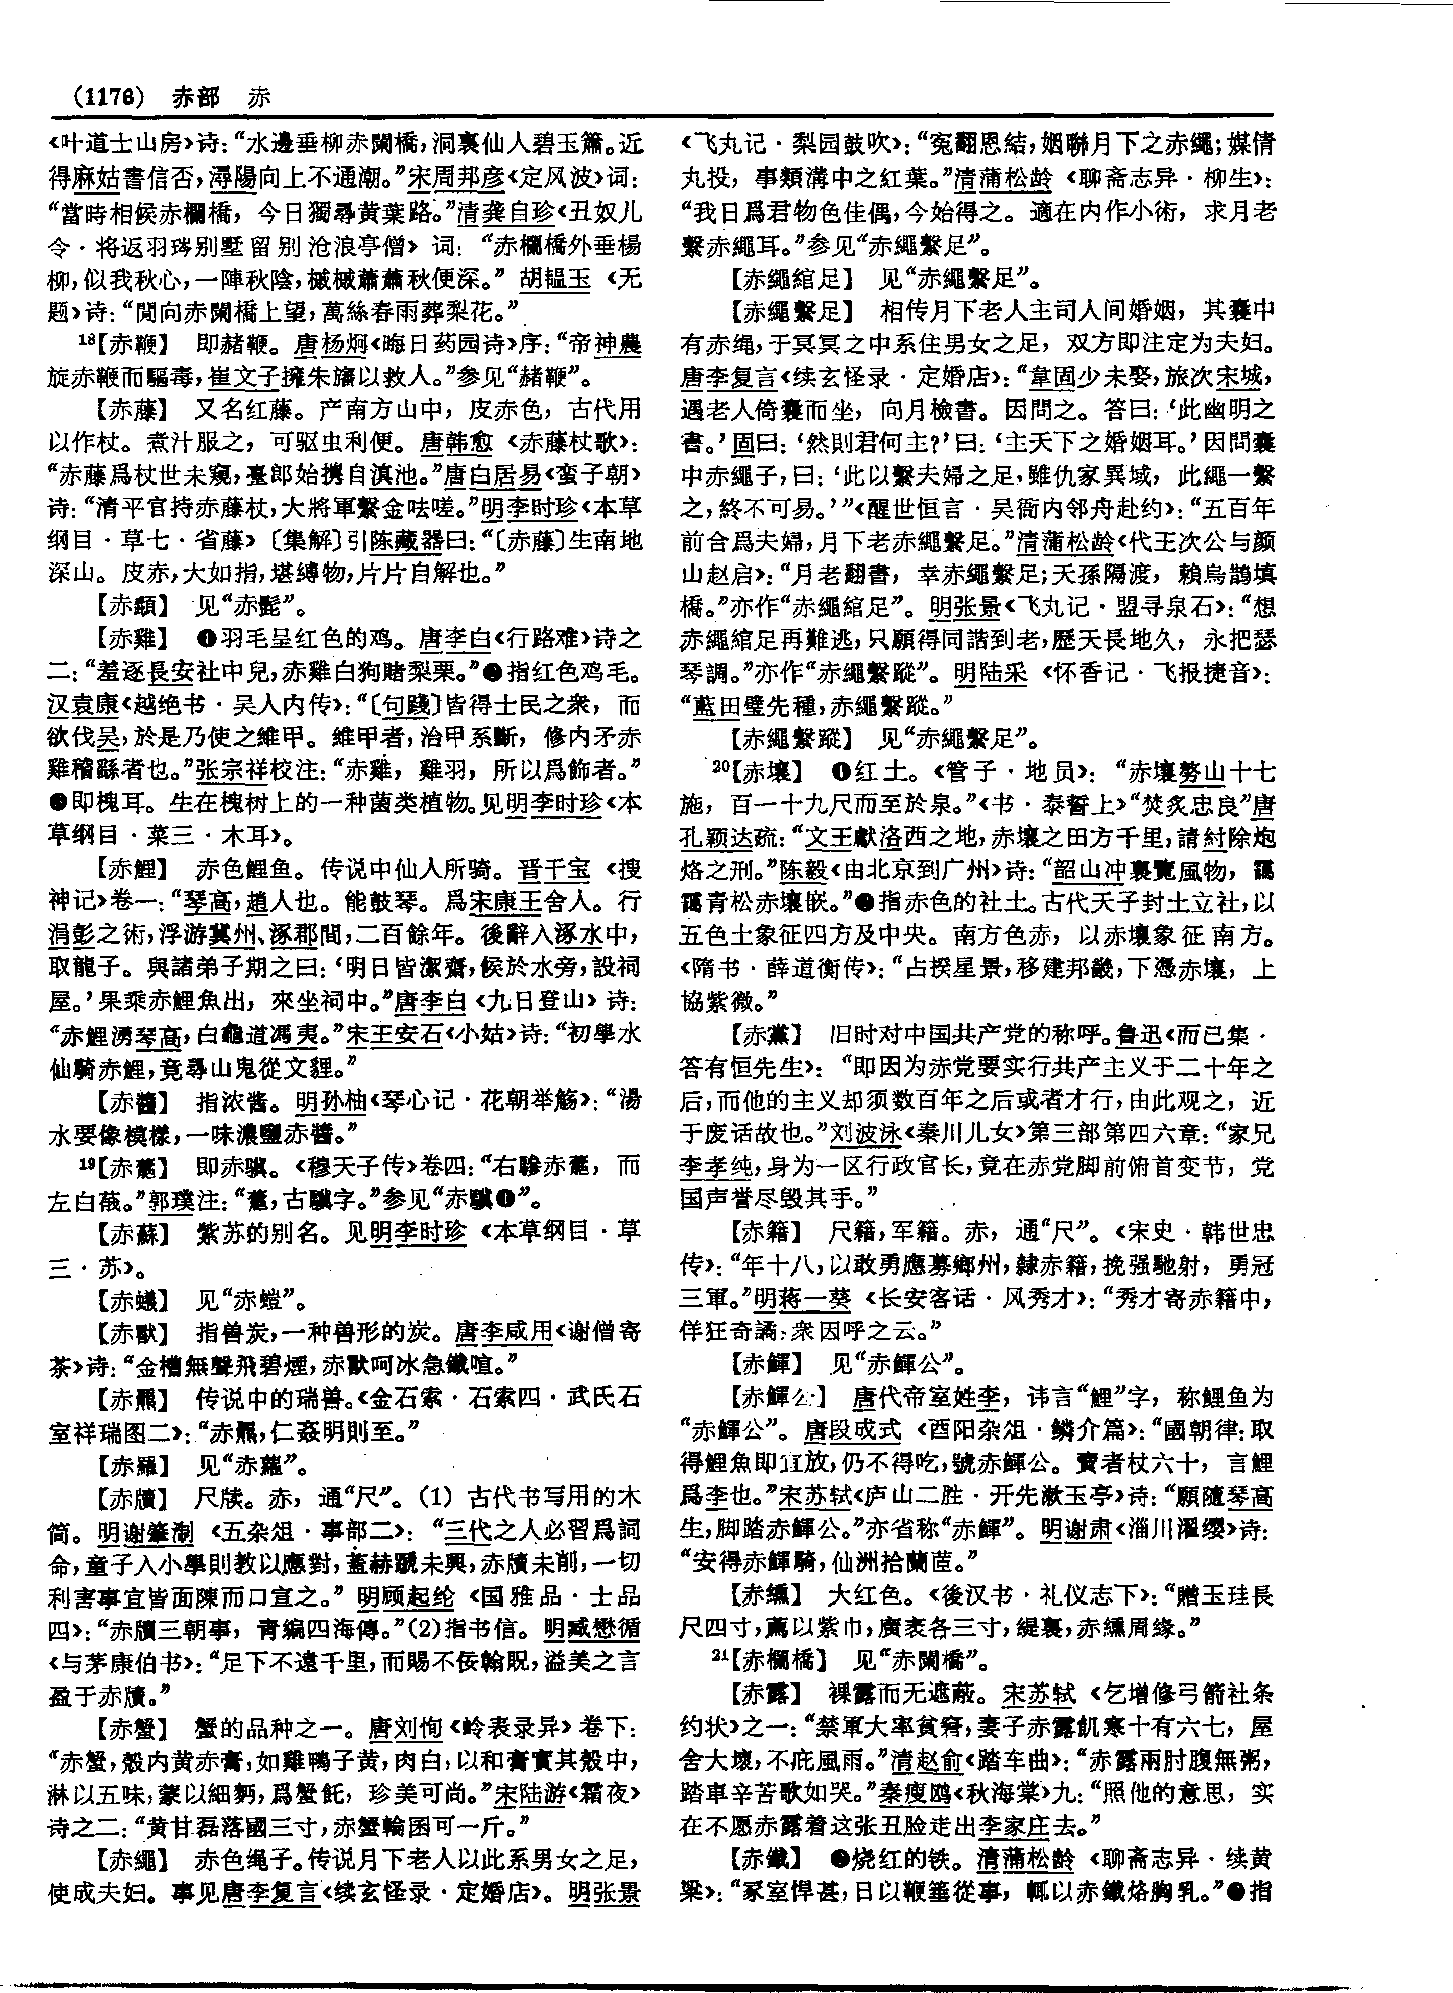 (1176) 赤部 赤
《叶道士山房》诗：“水邊垂柳赤闌橋，洞裏仙人碧玉簫。近
得麻姑書信否，潯陽向上不通潮。”宋周邦彦《定风波》词：
“當時相候赤欄橋，今日獨尋黄葉路。”清龚自珍《丑奴儿
令·将返羽琌别墅留别沧浪亭僧》词：“赤欄橋外垂楊
柳，似我秋心，一陣秋陰，槭槭蕭蕭秋便深。”胡韫玉《无
题》诗：“閒向赤闌橋上望，萬絲春雨葬梨花。”
18【赤鞭】 即赭鞭。唐杨炯《晦日药园诗》序：“帝神農
旋赤鞭而驅毒，崔文子擁朱旛以救人。”参见“赭鞭”。
【赤藤】 又名红藤。产南方山中，皮赤色，古代用
以作杖。煮汁服之，可驱虫利便。唐韩愈《赤藤杖歌》：
“赤藤爲杖世未窺，臺郎始携自滇池。”唐白居易《蛮子朝》
诗：“清平官持赤藤杖，大將軍繫金呿嗟。”明李时珍《本草
纲目·草七·省藤》〔集解〕引陈藏器曰：“〔赤藤〕生南地
深山。皮赤，大如指，堪縛物，片片自解也。”
【赤頿】 见“赤髭”。
【赤雞】 ❶羽毛呈红色的鸡。唐李白《行路难》诗之
二：“羞逐長安社中兒，赤雞白狗賭梨栗。”❷指红色鸡毛。
汉袁康《越绝书·吴人内传》：“〔句踐〕皆得士民之衆，而
欲伐吴，於是乃使之維甲。維甲者，治甲系斷，修内矛赤
雞稽繇者也。”张宗祥校注：“赤雞，雞羽，所以爲飾者。”
❸即槐耳。生在槐树上的一种菌类植物。见明李时珍《本
草纲目·菜三·木耳》。
【赤鯉】 赤色鲤鱼。传说中仙人所骑。晋干宝《搜
神记》卷一：“琴高，趙人也。能鼓琴。爲宋康王舍人。行
涓彭之術，浮游冀州、涿郡間，二百餘年。後辭入涿水中，
取龍子。與諸弟子期之曰：‘明日皆潔齋，候於水旁，設祠
屋。’果乘赤鯉魚出，來坐祠中。”唐李白《九日登山》诗：
“赤鯉湧琴高，白龜道馮夷。”宋王安石《小姑》诗：“初學水
仙騎赤鯉，竟尋山鬼從文貍。”
【赤醬】 指浓酱。明孙柚《琴心记·花朝举觞》：“湯
水要像模樣，一味濃鹽赤醬。”
19【赤蘎】 即赤骥。《穆天子传》卷四：“右驂赤蘎，而
左白㕙。”郭璞注：“蘎，古驥字。”参见“赤驥❶”。
【赤蘇】 紫苏的别名。见明李时珍《本草纲目·草
三·苏》。
【赤蟻】 见“赤螘”。
【赤獸】 指兽炭，一种兽形的炭。唐李咸用《谢僧寄
茶》诗：“金槽無聲飛碧煙，赤獸呵冰急鐵喧。”
【赤羆】 传说中的瑞兽。《金石索·石索四·武氏石
室祥瑞图二》：“赤羆，仁姦明則至。”
【赤羅】 见“赤蘿”。
【赤牘】 尺牍。赤，通“尺”。(1) 古代书写用的木
简。明谢肇淛《五杂俎·事部二》：“三代之人必習爲詞
命，童子入小學則教以應對，蓋赫蹏未興，赤牘未削，一切
利害事宜皆面陳而口宣之。”明顾起纶《国雅品·士品
四》：“赤牘三朝事，青編四海傳。”(2)指书信。明臧懋循
《与茅康伯书》：“足下不遠千里，而賜不佞翰貺，溢美之言
盈于赤牘。”
【赤蟹】 蟹的品种之一。唐刘恂《岭表录异》卷下：
“赤蟹，殼内黄赤膏，如雞鴨子黄，肉白，以和膏實其殼中，
淋以五味，蒙以細麪，爲蟹飥，珍美可尚。”宋陆游《霜夜》
诗之二：“黄甘磊落圍三寸，赤蟹輪囷可一斤。”
【赤繩】 赤色绳子。传说月下老人以此系男女之足，
使成夫妇。事见唐李复言《续玄怪录·定婚店》。明张景
《飞丸记·梨园鼓吹》：“冤翻恩結，姻聯月下之赤繩；媒倩
丸投，事類溝中之紅葉。”清蒲松龄《聊斋志异·柳生》：
“我日爲君物色佳偶，今始得之。適在内作小術，求月老
繫赤繩耳。”参见“赤繩繫足”。
【赤繩綰足】 见“赤繩繫足”。
【赤繩繫足】 相传月下老人主司人间婚姻，其囊中
有赤绳，于冥冥之中系住男女之足，双方即注定为夫妇。
唐李复言《续玄怪录·定婚店》：“韋固少未娶，旅次宋城，
遇老人倚囊而坐，向月檢書。因問之。答曰：‘此幽明之
書。’固曰：‘然則君何主？’曰：‘主天下之婚姻耳。’因問囊
中赤繩子，曰：‘此以繫夫婦之足，雖仇家異域，此繩一繫
之，終不可易。’”《醒世恒言·吴衙内邻舟赴约》：“五百年
前合爲夫婦，月下老赤繩繫足。”清蒲松龄《代王次公与颜
山赵启》：“月老翻書，幸赤繩繫足；天孫隔渡，賴烏鵲填
橋。”亦作“赤繩綰足”。明张景《飞丸记·盟寻泉石》：“想
赤繩綰足再難逃，只願得同諧到老，歷天長地久，永把瑟
琴調。”亦作“赤繩繫蹤”。明陆采《怀香记·飞报捷音》：
“藍田璧先種，赤繩繫蹤。”
【赤繩繫蹤】 见“赤繩繫足”。
20【赤壤】 ❶红土。《管子·地员》：“赤壤勢山十七
施，百一十九尺而至於泉。”《书·泰誓上》“焚炙忠良”唐
孔颖达疏：“文王獻洛西之地，赤壤之田方千里，請紂除炮
烙之刑。”陈毅《由北京到广州》诗：“韶山冲裏覽風物，靄
靄青松赤壤嵌。”❷指赤色的社土。古代天子封土立社，以
五色土象征四方及中央。南方色赤，以赤壤象征南方。
《隋书·薛道衡传》：“占揆星景，移建邦畿，下憑赤壤，上
協紫微。”
【赤黨】 旧时对中国共产党的称呼。鲁迅《而已集·
答有恒先生》：“即因为赤党要实行共产主义于二十年之
后，而他的主义却须数百年之后或者才行，由此观之，近
于废话故也。”刘波泳《秦川儿女》第三部第四六章：“家兄
李孝纯，身为一区行政官长，竟在赤党脚前俯首变节，党
国声誉尽毁其手。”
【赤籍】 尺籍，军籍。赤，通“尺”。《宋史·韩世忠
传》：“年十八，以敢勇應募鄉州，隸赤籍，挽强馳射，勇冠
三軍。”明蒋一葵《长安客话·风秀才》：“秀才寄赤籍中，
佯狂奇譎，衆因呼之云。”
【赤鯶】 见“赤鯶公”。
【赤鯶公】 唐代帝室姓李，讳言“鯉”字，称鲤鱼为
“赤鯶公”。唐段成式《酉阳杂俎·鳞介篇》：“國朝律：取
得鯉魚即宜放，仍不得吃，號赤鯶公。賣者杖六十，言鯉
爲李也。”宋苏轼《庐山二胜·开先漱玉亭》诗：“願隨琴高
生，脚踏赤鯶公。”亦省称“赤鯶”。明谢肃《淄川濯缨》诗：
“安得赤鯶騎，仙洲拾蘭茝。”
【赤纁】 大红色。《後汉书·礼仪志下》：“贈玉珪長
尺四寸，薦以紫巾，廣袤各三寸，緹裏，赤纁周緣。”
21【赤欄橋】 见“赤闌橋”。
【赤露】 裸露而无遮蔽。宋苏轼《乞增修弓箭社条
约状》之一：“禁軍大率貧窘，妻子赤露飢寒十有六七，屋
舍大壞，不庇風雨。”清赵俞《踏车曲》：“赤露兩肘腹無粥，
踏車辛苦歌如哭。”秦瘦鸥《秋海棠》九：“照他的意思，实
在不愿赤露着这张丑脸走出李家庄去。”
【赤鐵】 ❶烧红的铁。清蒲松龄《聊斋志异·续黄
粱》：“冢室悍甚，日以鞭箠從事，輒以赤鐵烙胸乳。”❷指